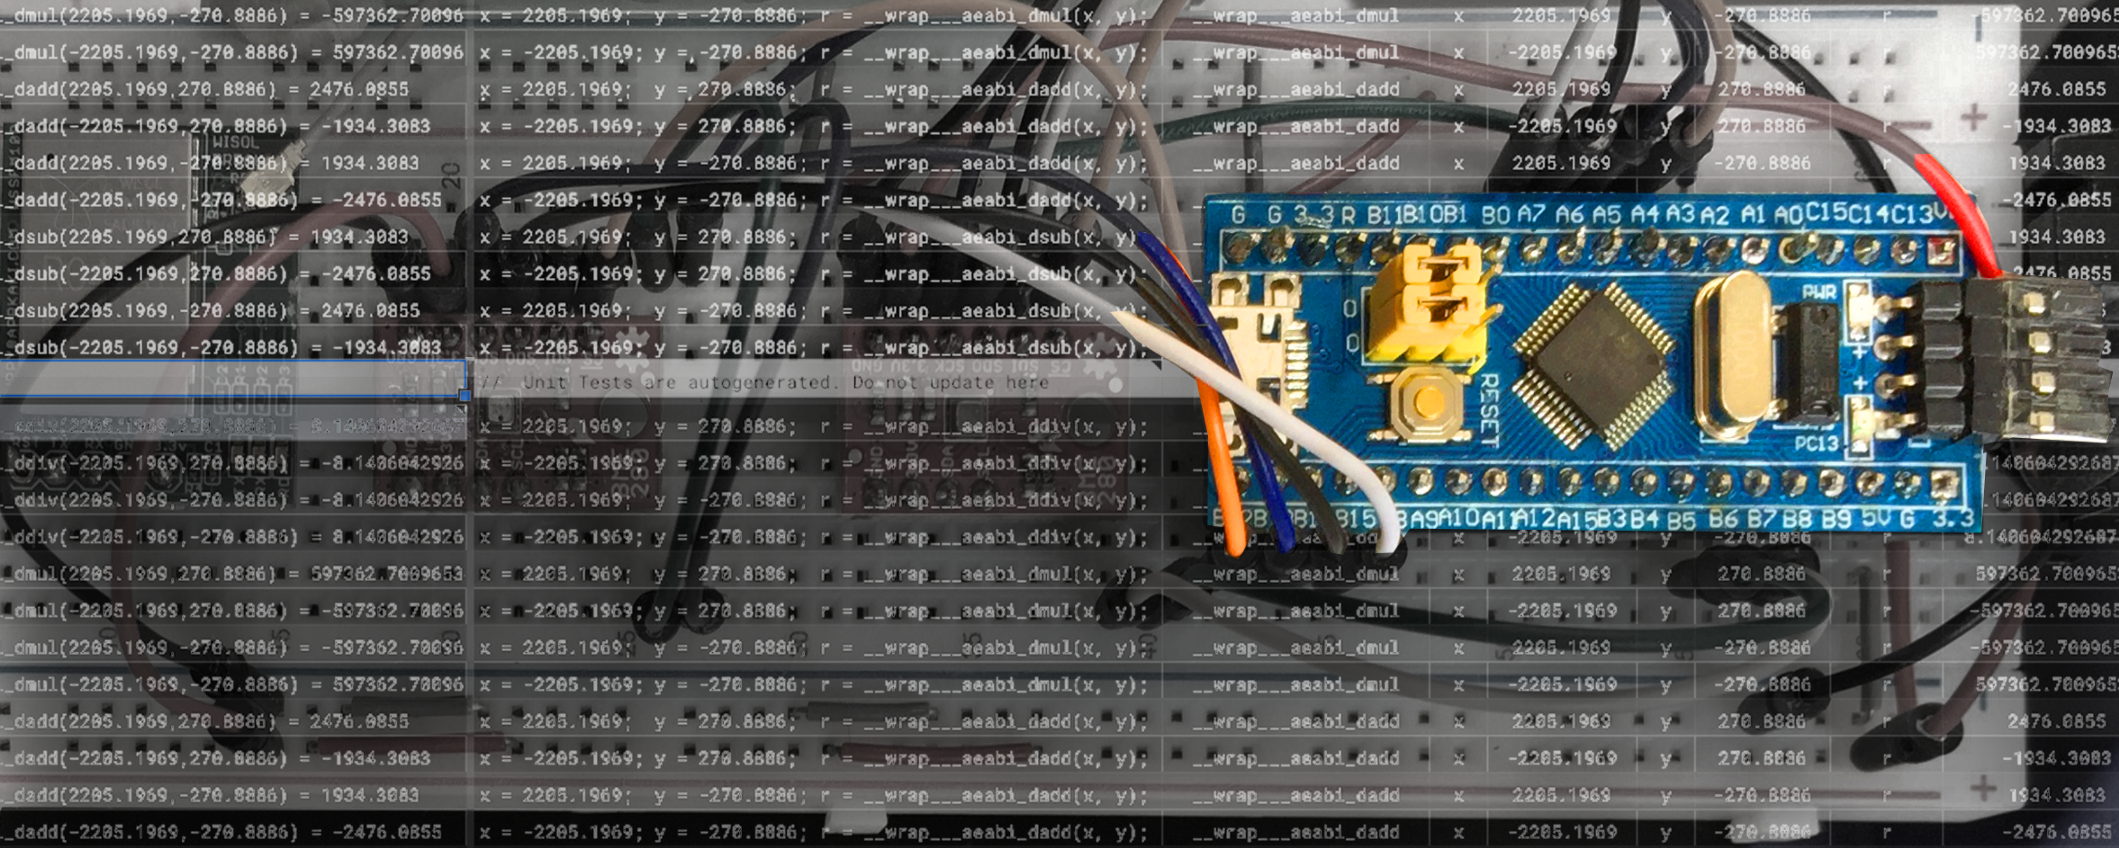 _dmul(2205.1969,-270.8886) = -597362.70096 x = 2205.1969; y = -270.8886; r = __wrap___aeabi_dmul(x, y); __wrap___aeabi_dmul x 2205.1969 y -270.8886 r -597362.700965
_dmul(-2205.1969,-270.8886) = 597362.70096 x = -2205.1969; y = -270.8886; r = __wrap___aeabi_dmul(x, y); __wrap___aeabi_dmul x -2205.1969 y -270.8886 r 597362.700965
_dadd(2205.1969,270.8886) = 2476.0855 x = 2205.1969; y = 270.8886; r = __wrap___aeabi_dadd(x, y); __wrap___aeabi_dadd x 2205.1969 y 270.8886 r 2476.0855
_dadd(-2205.1969,270.8886) = -1934.3083 x = -2205.1969; y = 270.8886; r = __wrap___aeabi_dadd(x, y); __wrap___aeabi_dadd x -2205.1969 y 270.8886 r -1934.3083
WISOL
_dadd(2205.1969,-270.8886) = 1934.3083 x = 2205.1969; y = -270.8886; r = __wrap___aeabi_dadd(x, y); __wrap___aeabi_dadd x 2205.1969 y -270.8886 r 1934.3083
20
_dadd(-2205.1969,-270.8886) = -2476.0855 x = -2205.1969; y = -270.8886; r = __wrap___aeabi_dadd(x, y); -2476.0855
G G 3.3 R B11 B10 B1 B0 A7 A6 A5 A4 A3 A2 A1 A0 C15 C14 C13
_dsub(2205.1969,270.8886) = 1934.3083 x = 2205.1969; y = 270.8886; r = __wrap___aeabi_dsub(x, y); 1934.3083
_dsub(-2205.1969,270.8886) = -2476.0855 x = -2205.1969; y = 270.8886; r = __wrap___aeabi_dsub(x, -2476.0855
_dsub(2205.1969,-270.8886) = 2476.0855 x = 2205.1969; y = -270.8886; r = __wrap___aeabi_dsub(x,
PWR
_dsub(-2205.1969,-270.8886) = -1934.3083 x = -2205.1969; y = -270.8886; r = __wrap___aeabi_dsub(x, y);
// Unit Tests are autogenerated. Do not update here
RESET
x = 2205.1969; y = 270.8886; r = __wrap___aeabi_ddiv(x, y);
PC13
_ddiv(-2205.1969,270.8886) = -8.1406042926 x = -2205.1969; y = 270.8886; r = __wrap___aeabi_ddiv(x, y);
_ddiv(2205.1969,-270.8886) = -8.1406042926 x = 2205.1969; y = -270.8886; r = __wrap___aeabi_ddiv(x, y);
B15 A9 A10 A11 A12 A15 B3 B4 B5 B6 B7 B8 B9 5V G 3.3
_ddiv(-2205.1969,-270.8886) = 8.1406042926 x = -2205.1969; y = -270.8886; r = __wrap___aeabi_ddiv(x, y);
_dmul(2205.1969,270.8886) = 597362.7009653 x = 2205.1969; y = 270.8886; r = __wrap___aeabi_dmul(x, y); __wrap___aeabi_dmul x 2205.1969 y 270.8886 r 597362.700965
_dmul(-2205.1969,270.8886) = -597362.70096 x = -2205.1969; y = 270.8886; r = __wrap___aeabi_dmul(x, y); __wrap___aeabi_dmul x -2205.1969 y 270.8886 r -597362.700965
_dmul(2205.1969,-270.8886) = -597362.70096 x = 2205.1969; y = -270.8886; r = __wrap___aeabi_dmul(x, y); __wrap___aeabi_dmul x 2205.1969 y -270.8886 r -597362.700965
_dmul(-2205.1969,-270.8886) = 597362.70096 x = -2205.1969; y = -270.8886; r = __wrap___aeabi_dmul(x, y); __wrap___aeabi_dmul x -2205.1969 y -270.8886 r 597362.700965
_dadd(2205.1969,270.8886) = 2476.0855 x = 2205.1969; y = 270.8886; r = __wrap___aeabi_dadd(x, y); __wrap___aeabi_dadd x 2205.1969 y 270.8886 r 2476.0855
_dadd(-2205.1969,270.8886) = -1934.3083 x = -2205.1969; y = 270.8886; r = __wrap___aeabi_dadd(x, y); __wrap___aeabi_dadd x -2205.1969 y 270.8886 r -1934.3083
_dadd(2205.1969,-270.8886) = 1934.3083 x = 2205.1969; y = -270.8886; r = __wrap___aeabi_dadd(x, y); __wrap___aeabi_dadd x 2205.1969 y -270.8886 r 1934.3083
_dadd(-2205.1969,-270.8886) = -2476.0855 x = -2205.1969; y = -270.8886; r = __wrap___aeabi_dadd(x, y); __wrap___aeabi_dadd x -2205.1969 y -270.8886 r -2476.0855